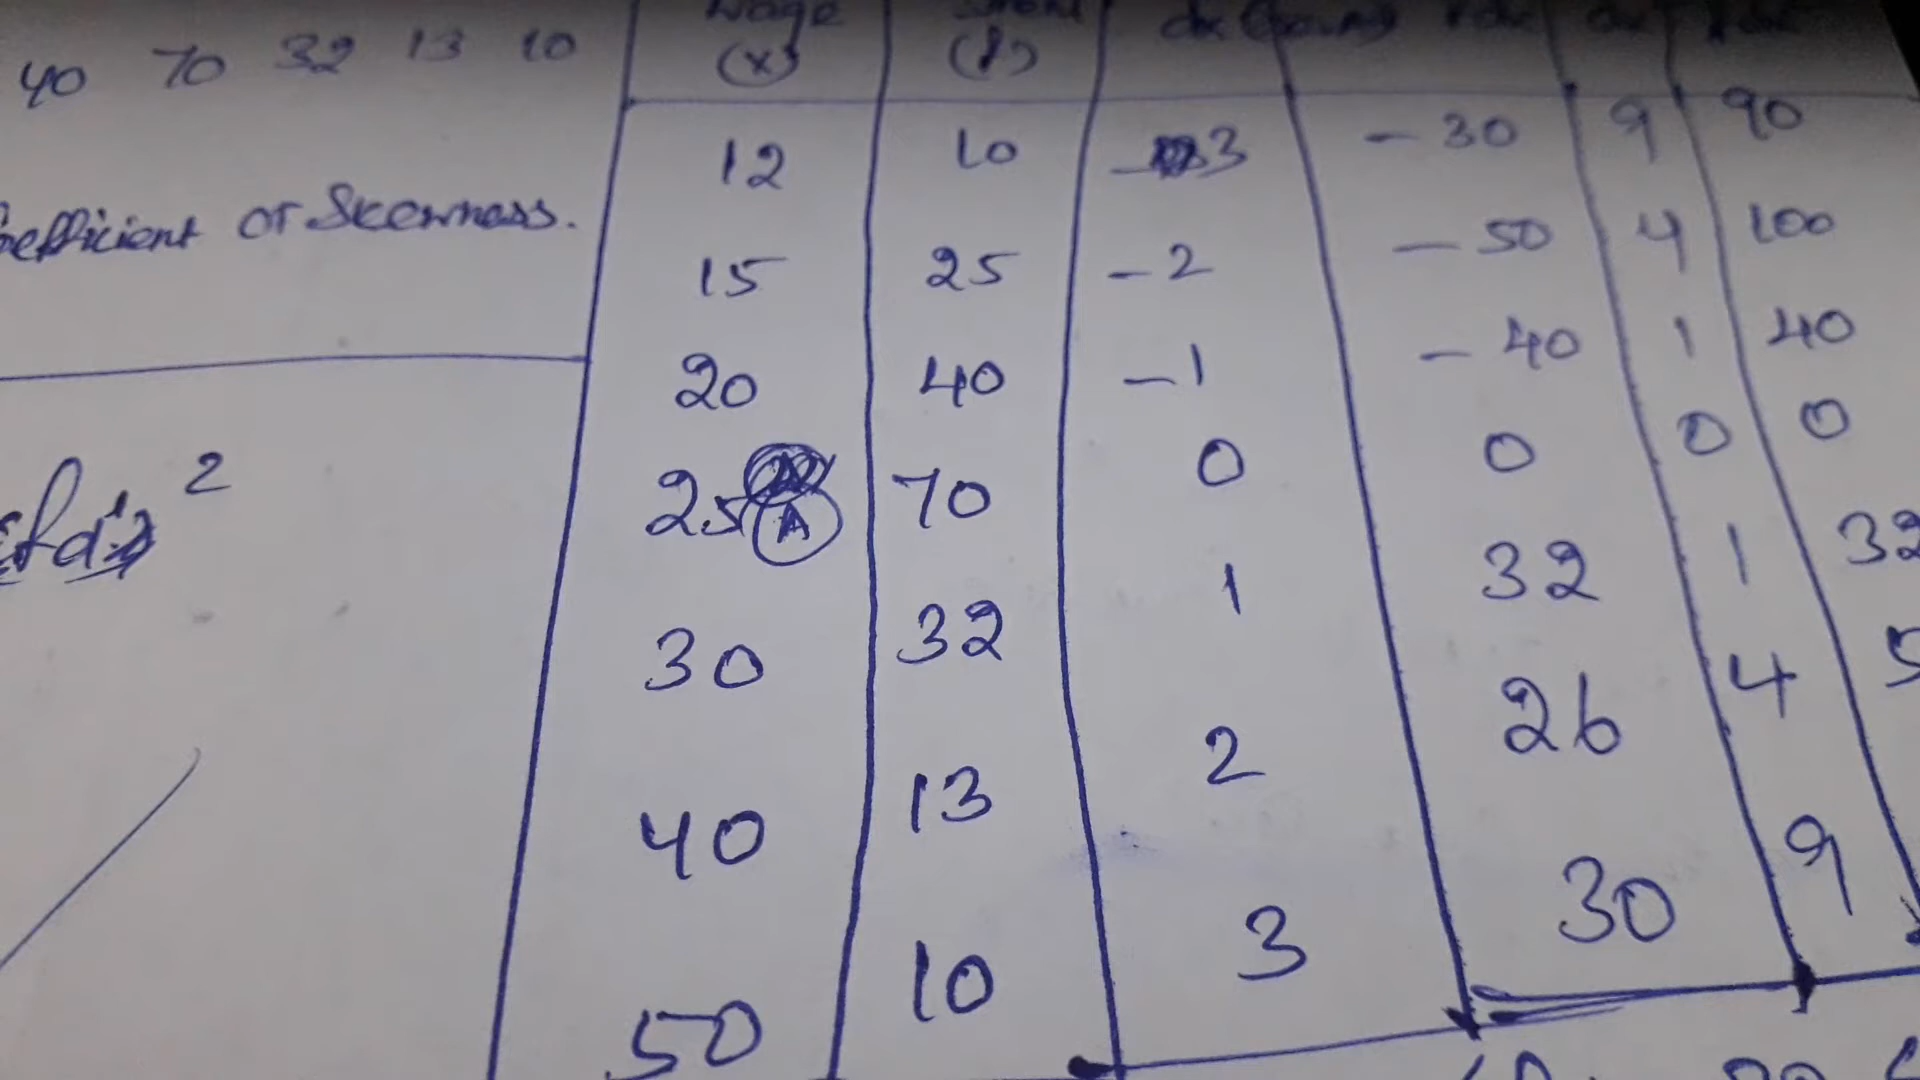 40 70 32 13 10
Wage (x) (f)
oefficient of Skewness.
12 10 -3 -30 9 90
15 25 -2 -50 4 100
20 40 -1 -40 1 40
25 A 70 0 0 0 0
30 32 1 32 1 32
40 13 2 26 4 5
50 10 3 30 9
2